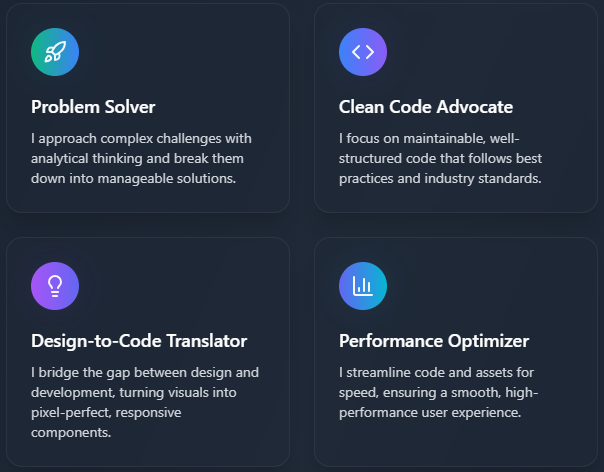 Problem Solver
I approach complex challenges with
analytical thinking and break them
down into manageable solutions.
Clean Code Advocate
I focus on maintainable, well-
structured code that follows best
practices and industry standards.
Design-to-Code Translator
I bridge the gap between design and
development, turning visuals into
pixel-perfect, responsive
components.
Performance Optimizer
I streamline code and assets for
speed, ensuring a smooth, high-
performance user experience.